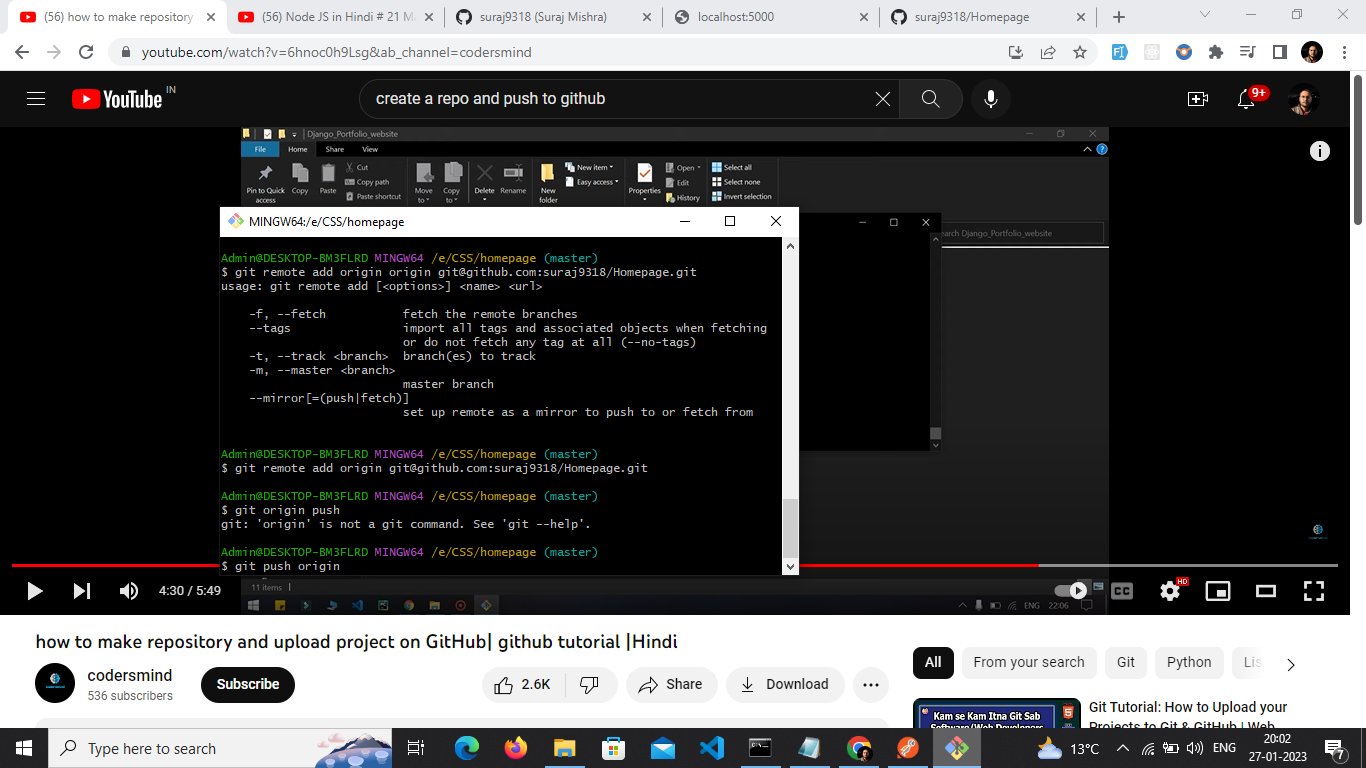 (56) how to make repository
(56) Node JS in Hindi # 21 M
suraj9318 (Suraj Mishra)
localhost:5000
suraj9318/Homepage
youtube.com/watch?v=6hnoc0h9Lsg&ab_channel=codersmind
YouTube IN
create a repo and push to github
9+
Django_Portfolio_website
File Home Share View
Pin to Quick access
Copy
Paste
Cut
Copy path
Paste shortcut
Move to
Copy to
Delete
Rename
New folder
New item
Easy access
Properties
Open
Edit
History
Select all
Select none
Invert selection
earch Django_Portfolio_website
MINGW64:/e/CSS/homepage
Admin@DESKTOP-BM3FLRD MINGW64 /e/CSS/homepage (master)
$ git remote add origin origin git@github.com:suraj9318/Homepage.git
usage: git remote add [<options>] <name> <url>
-f, --fetch fetch the remote branches
--tags import all tags and associated objects when fetching
or do not fetch any tag at all (--no-tags)
-t, --track <branch> branch(es) to track
-m, --master <branch>
master branch
--mirror[=(push|fetch)]
set up remote as a mirror to push to or fetch from
Admin@DESKTOP-BM3FLRD MINGW64 /e/CSS/homepage (master)
$ git remote add origin git@github.com:suraj9318/Homepage.git
Admin@DESKTOP-BM3FLRD MINGW64 /e/CSS/homepage (master)
$ git origin push
git: 'origin' is not a git command. See 'git --help'.
Admin@DESKTOP-BM3FLRD MINGW64 /e/CSS/homepage (master)
$ git push origin
11 items
ENG 22:06
4:30 / 5:49
CC
HD
how to make repository and upload project on GitHub| github tutorial |Hindi
codersmind
536 subscribers
Subscribe
2.6K
Share
Download
All
From your search
Git
Python
Lis
Kam se Kam Itna Git Sab
Git Tutorial: How to Upload your
Projects to Git & GitHub | Web
Type here to search
13°C
ENG
20:02
27-01-2023
7